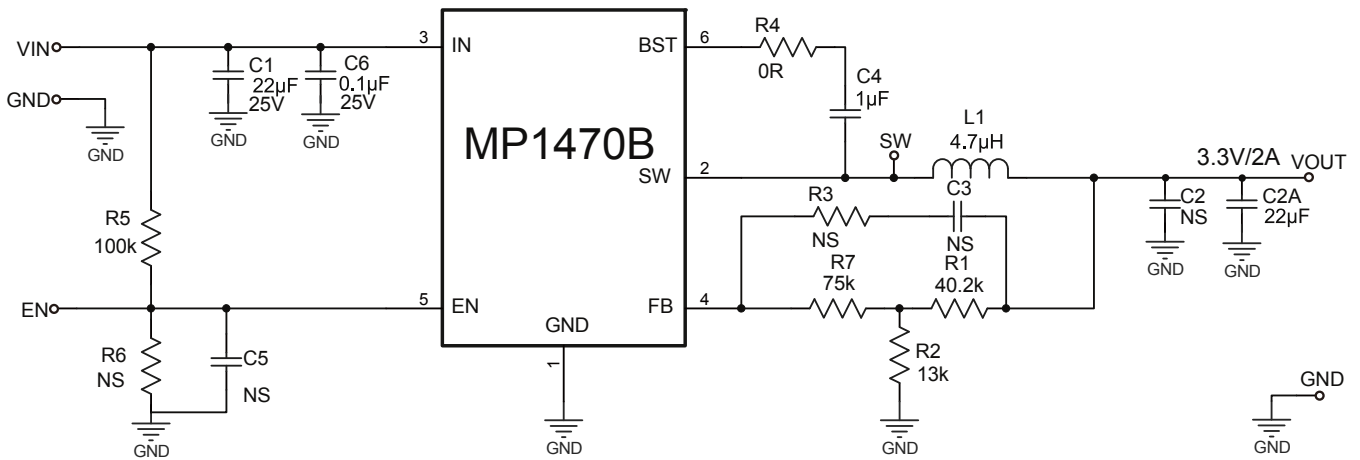 VIN
GND
GND
C1
22µF
25V
GND
C6
0.1µF
25V
GND
R5
100k
EN
R6
NS
C5
NS
GND
3
IN
5
EN
MP1470B
BST
6
SW
2
FB
4
GND
1
GND
R4
0R
C4
1µF
SW
L1
4.7µH
3.3V/2A
VOUT
R3
NS
C3
NS
R7
75k
R1
40.2k
R2
13k
GND
C2
NS
GND
C2A
22µF
GND
GND
GND